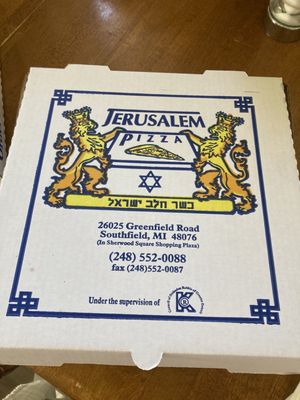 JERUSALEM
PIZZA
כשר חלב ישראל
26025 Greenfield Road
Southfield, MI 48076
(In Sherwood Square Shopping Plaza)
(248) 552-0088
fax (248)552-0087
Under the supervision of
K